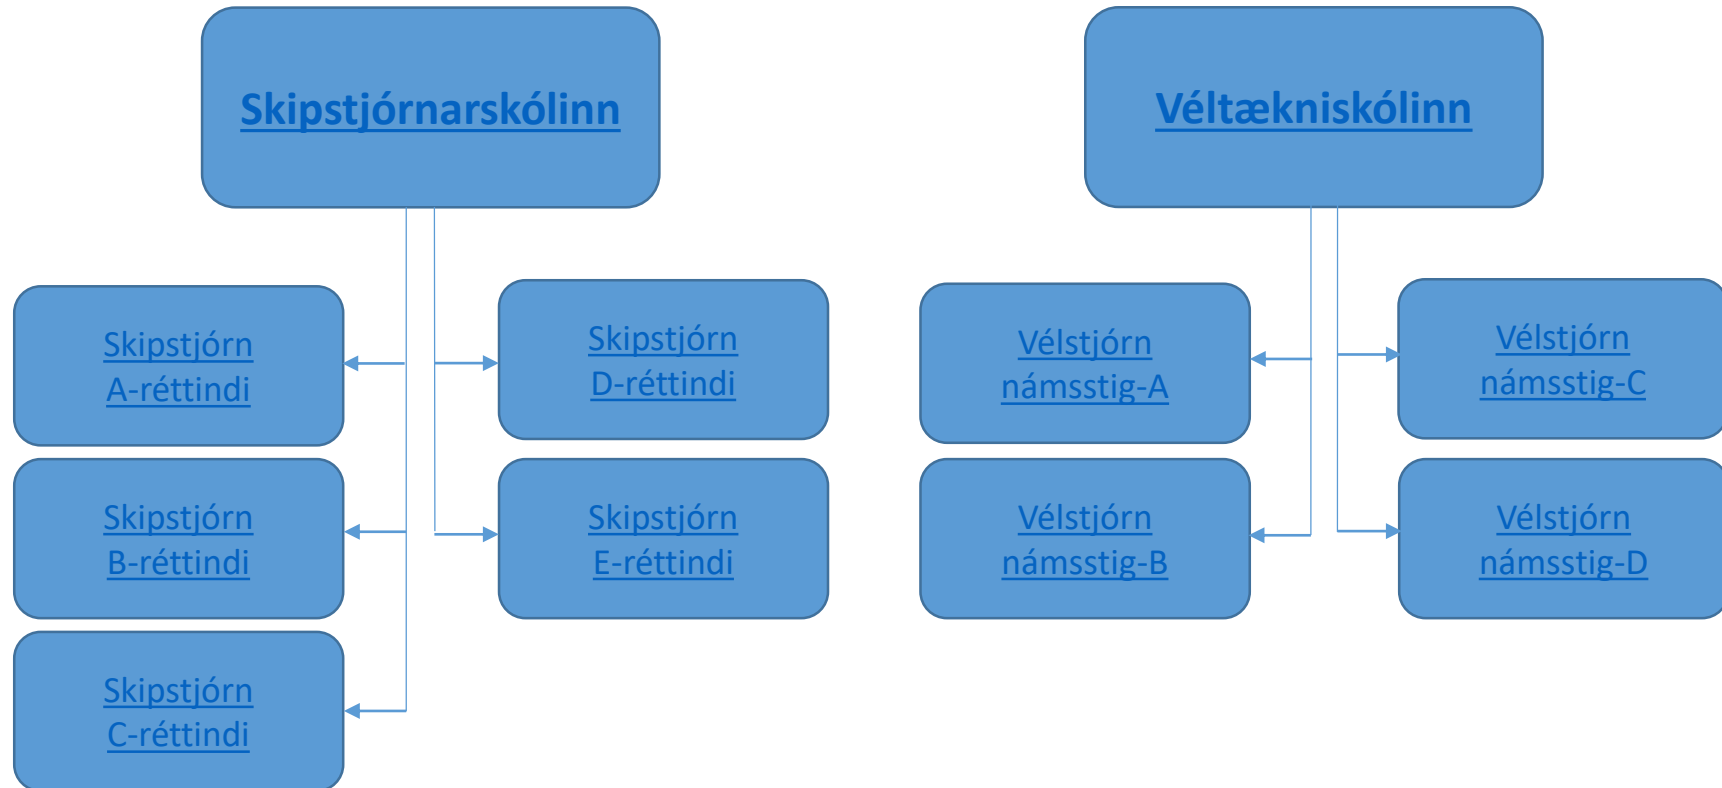 Skipstjórnarskólinn
Skipstjórn
A-réttindi
Skipstjórn
B-réttindi
Skipstjórn
C-réttindi
Skipstjórn
D-réttindi
Skipstjórn
E-réttindi
Véltækniskólinn
Vélstjórn
námsstig-A
Vélstjórn
námsstig-B
Vélstjórn
námsstig-C
Vélstjórn
námsstig-D